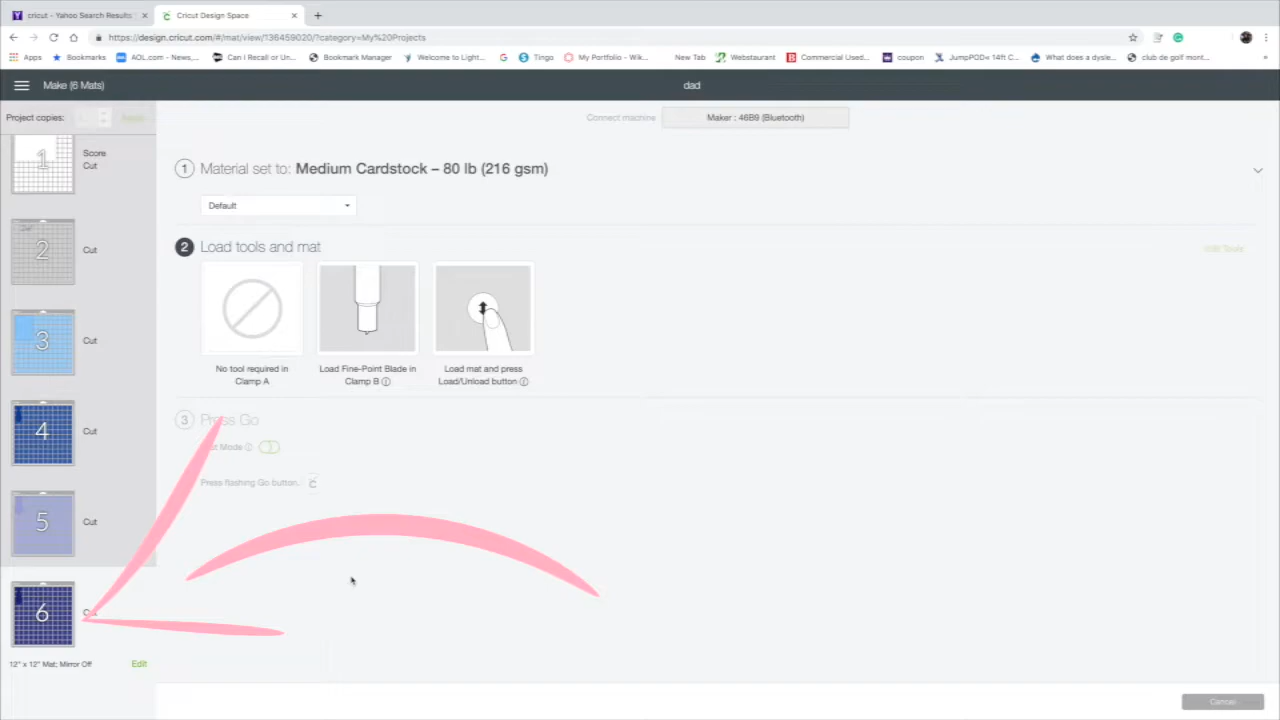 cricut - Yahoo Search Results
Cricut Design Space
https://design.cricut.com/#/mat/view/136459020/?category=My%20Projects
Apps
Bookmarks
AOL.com - News,...
Can I Recall or Un...
Bookmark Manager
Welcome to Light...
Tingo
My Portfolio - Wik...
New Tab
Webstaurant
Commercial Used...
coupon
JumpPOD« 14ft C...
What does a dysle...
club de golf mont...
Make (6 Mats)
dad
Project copies:
Connect machine
Maker : 46B9 (Bluetooth)
1
Score
Cut
2
Cut
3
Cut
4
Cut
5
Cut
6
12" x 12" Mat; Mirror Off
Edit
1 Material set to: Medium Cardstock – 80 lb (216 gsm)
Default
2 Load tools and mat
Edit Tools
No tool required in
Clamp A
Load Fine-Point Blade in
Clamp B
Load mat and press
Load/Unload button
3 Press Go
Mode
Press flashing Go button.
Cancel